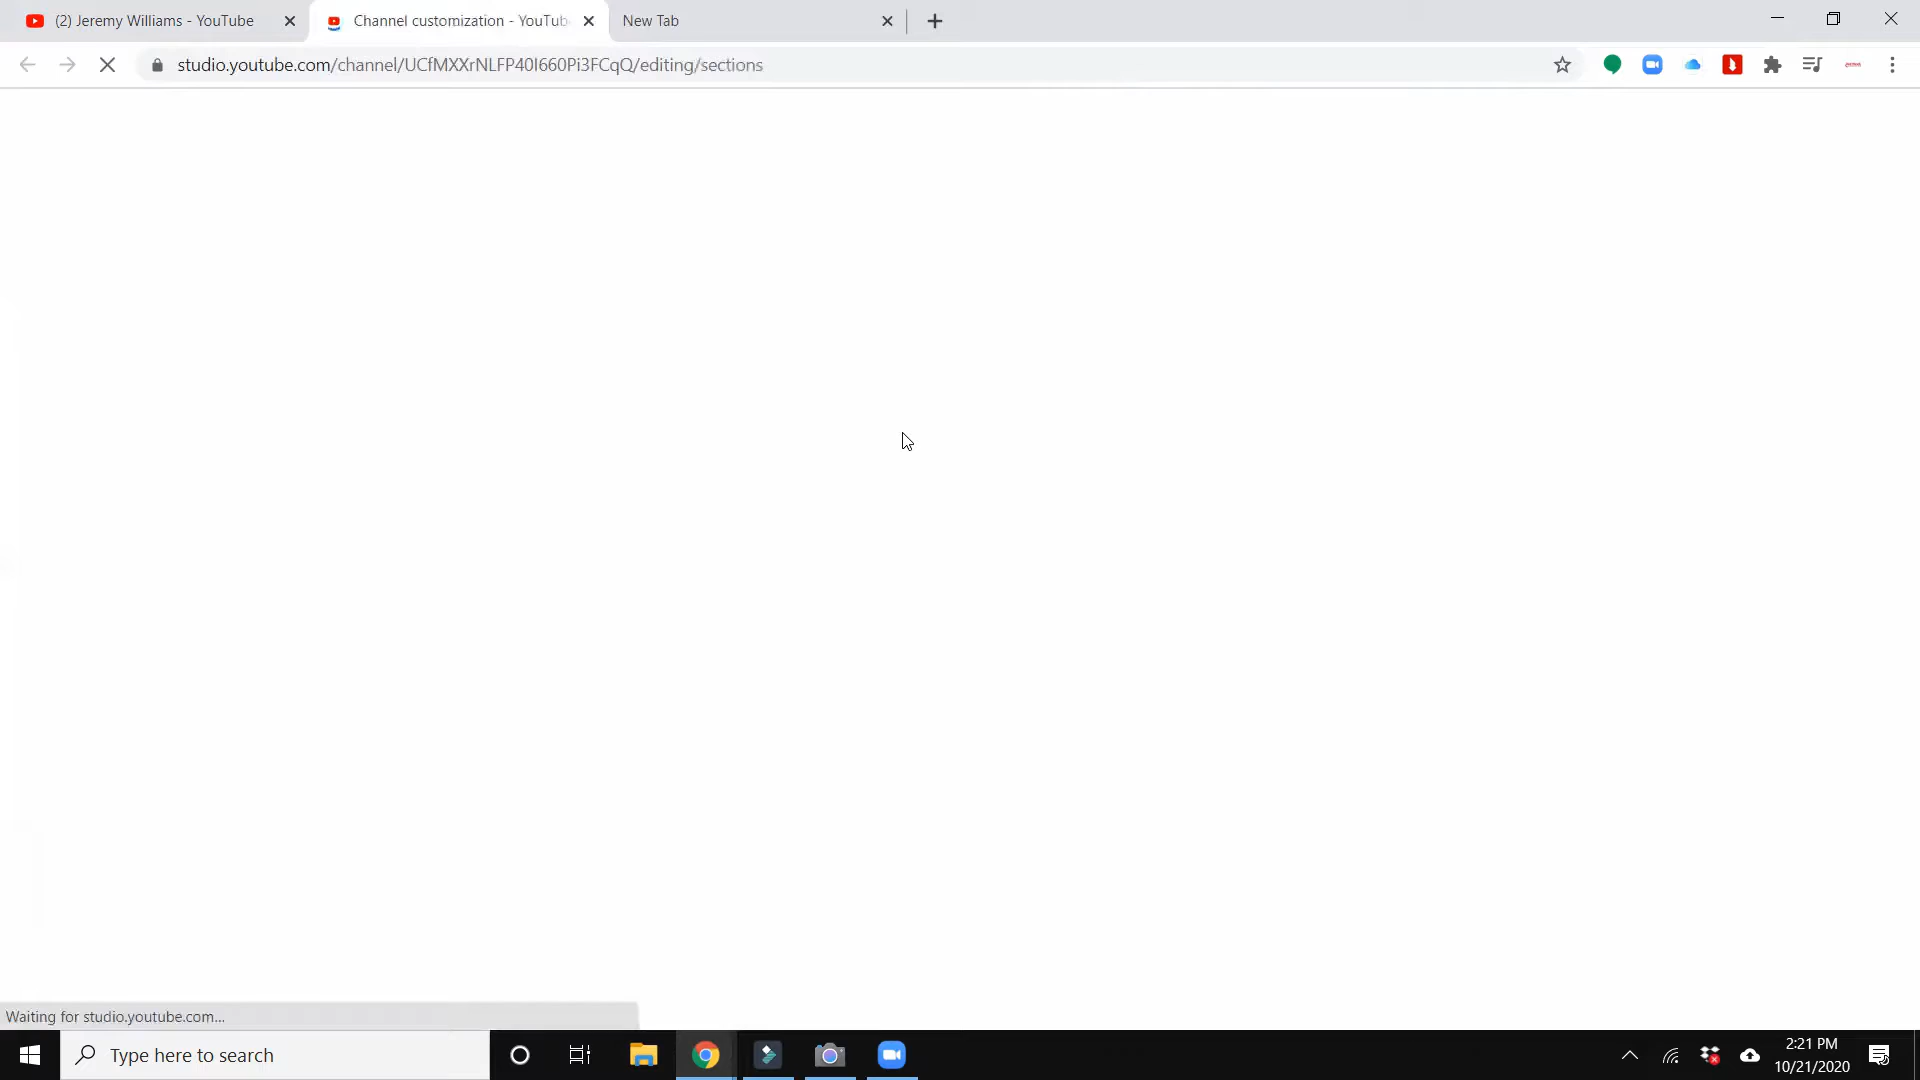 (2) Jeremy Williams - YouTube
Channel customization - YouTub
New Tab
studio.youtube.com/channel/UCfMXXrNLFP40I660Pi3FCqQ/editing/sections
Waiting for studio.youtube.com...
Type here to search
2:21 PM
10/21/2020